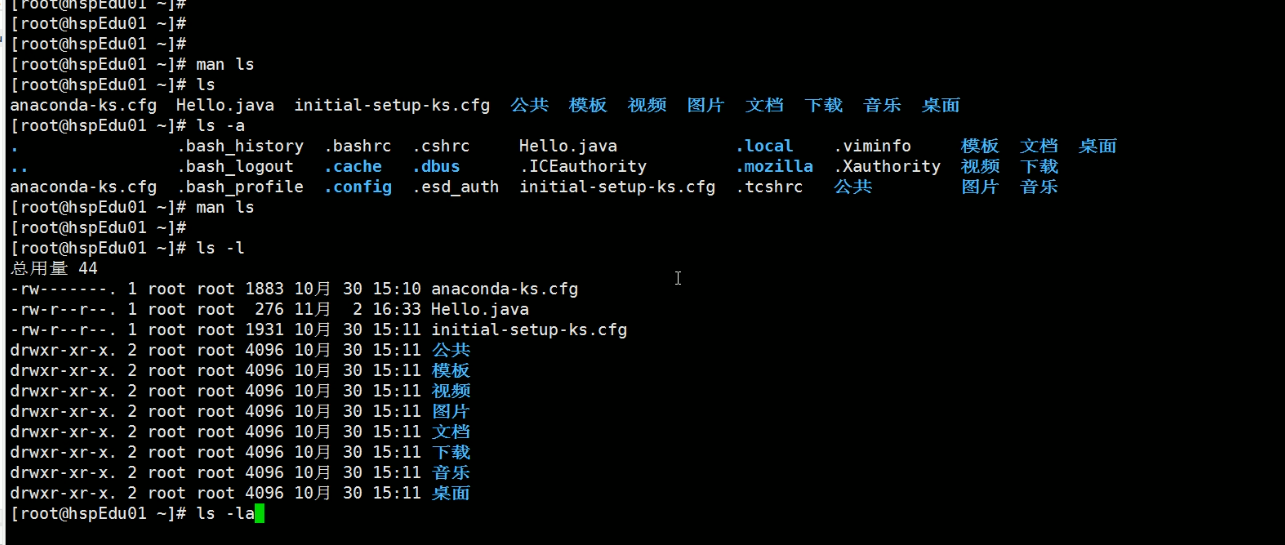 [root@hspEdu01 ~]#
[root@hspEdu01 ~]#
[root@hspEdu01 ~]#
[root@hspEdu01 ~]# man ls
[root@hspEdu01 ~]# ls
anaconda-ks.cfg  Hello.java  initial-setup-ks.cfg  公共  模板  视频  图片  文档  下载  音乐  桌面
[root@hspEdu01 ~]# ls -a
.                .bash_history  .bashrc  .cshrc     Hello.java            .local    .viminfo     模板  文档  桌面
..               .bash_logout   .cache   .dbus      .ICEauthority         .mozilla  .Xauthority  视频  下载
anaconda-ks.cfg  .bash_profile  .config  .esd_auth  initial-setup-ks.cfg  .tcshrc   公共         图片  音乐
[root@hspEdu01 ~]# man ls
[root@hspEdu01 ~]#
[root@hspEdu01 ~]# ls -l
总用量 44
-rw-------. 1 root root 1883 10月 30 15:10 anaconda-ks.cfg
-rw-r--r--. 1 root root  276 11月  2 16:33 Hello.java
-rw-r--r--. 1 root root 1931 10月 30 15:11 initial-setup-ks.cfg
drwxr-xr-x. 2 root root 4096 10月 30 15:11 公共
drwxr-xr-x. 2 root root 4096 10月 30 15:11 模板
drwxr-xr-x. 2 root root 4096 10月 30 15:11 视频
drwxr-xr-x. 2 root root 4096 10月 30 15:11 图片
drwxr-xr-x. 2 root root 4096 10月 30 15:11 文档
drwxr-xr-x. 2 root root 4096 10月 30 15:11 下载
drwxr-xr-x. 2 root root 4096 10月 30 15:11 音乐
drwxr-xr-x. 2 root root 4096 10月 30 15:11 桌面
[root@hspEdu01 ~]# ls -la